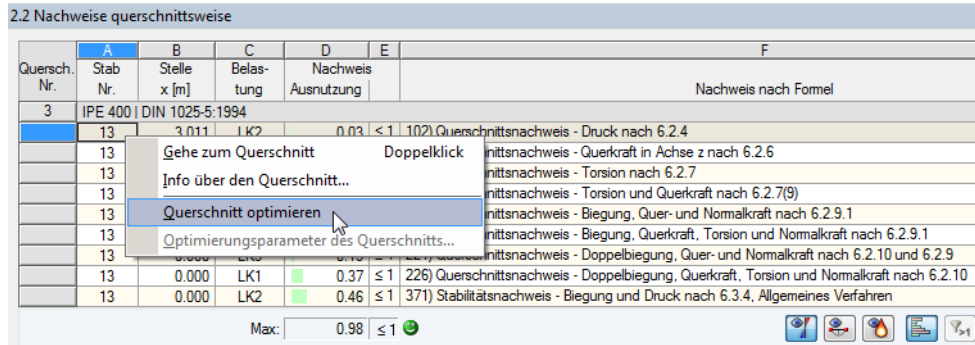 2.2 Nachweise querschnittsweise
A B C D E F
Quersch. Stab Stelle Belas- Nachweis
Nr. Nr. x [m] tung Ausnutzung Nachweis nach Formel
3 IPE 400 | DIN 1025-5:1994
13 3.011 LK2 0.03 ≤ 1 102) Querschnittsnachweis - Druck nach 6.2.4
13 Gehe zum Querschnitt Doppelklick nittsnachweis - Querkraft in Achse z nach 6.2.6
13 Info über den Querschnitt... nittsnachweis - Torsion nach 6.2.7
13 nittsnachweis - Torsion und Querkraft nach 6.2.7(9)
13 Querschnitt optimieren nittsnachweis - Biegung, Quer- und Normalkraft nach 6.2.9.1
13 Optimierungsparameter des Querschnitts... nittsnachweis - Biegung, Querkraft, Torsion und Normalkraft nach 6.2.9.1
13 - Doppelbiegung, Quer- und Normalkraft nach 6.2.10 und 6.2.9
13 0.000 LK1 0.37 ≤ 1 226) Querschnittsnachweis - Doppelbiegung, Querkraft, Torsion und Normalkraft nach 6.2.10
13 0.000 LK2 0.46 ≤ 1 371) Stabilitätsnachweis - Biegung und Druck nach 6.3.4, Allgemeines Verfahren
Max: 0.98 ≤ 1
>1